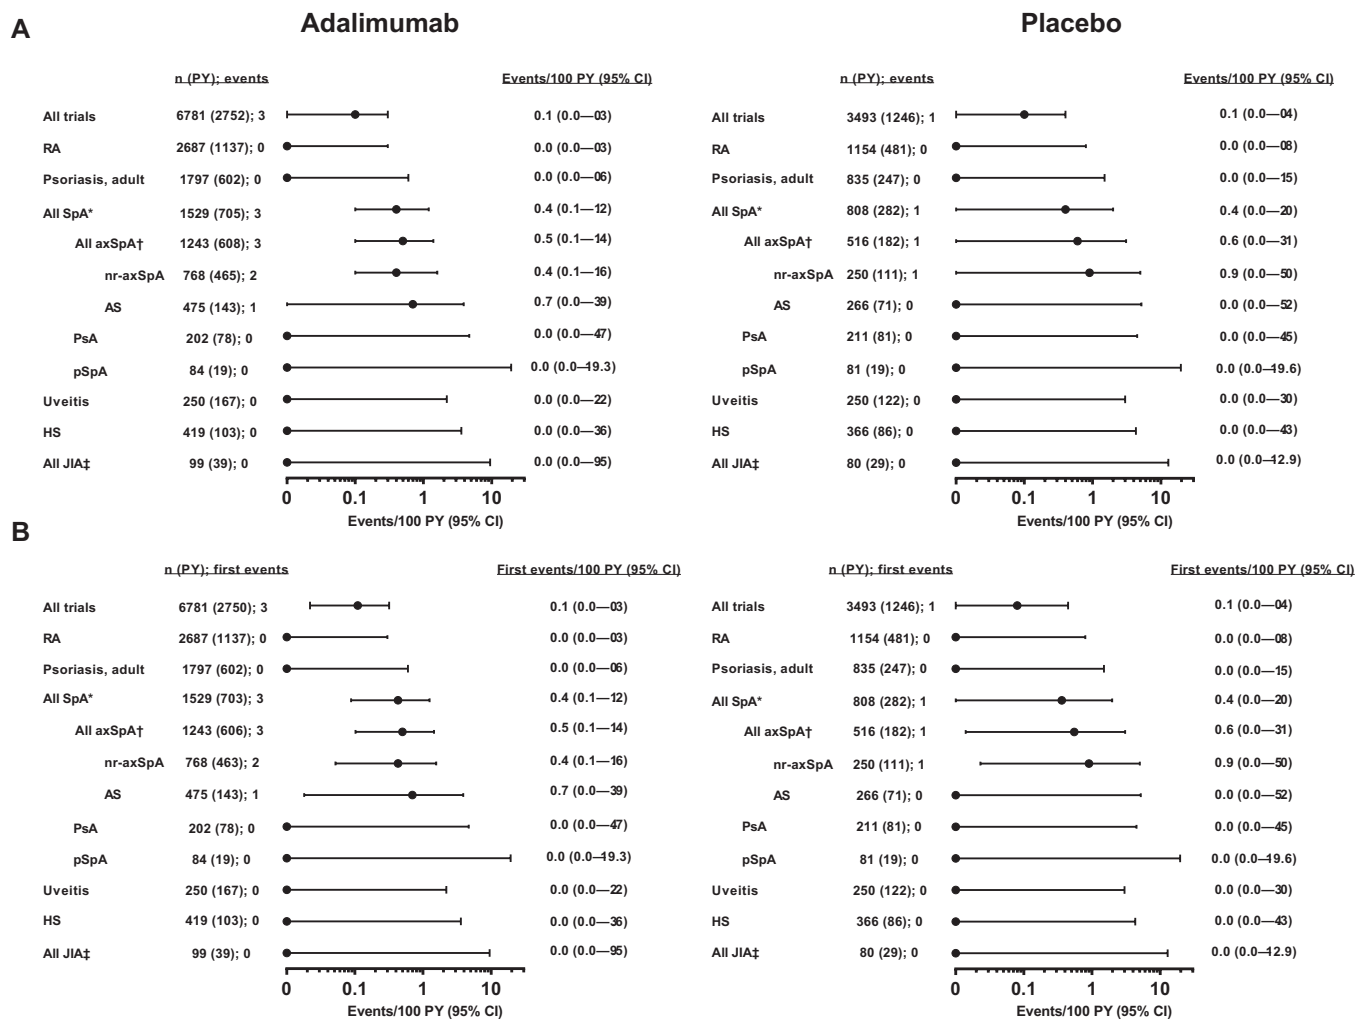 Adalimumab Placebo
A
n (PY); events Events/100 PY (95% CI) n (PY); events Events/100 PY (95% CI)
All trials 6781 (2752); 3 0.1 (0.0—03) All trials 3493 (1246); 1 0.1 (0.0—04)
RA 2687 (1137); 0 0.0 (0.0—03) RA 1154 (481); 0 0.0 (0.0—08)
Psoriasis, adult 1797 (602); 0 0.0 (0.0—06) Psoriasis, adult 835 (247); 0 0.0 (0.0—15)
All SpA* 1529 (705); 3 0.4 (0.1—12) All SpA* 808 (282); 1 0.4 (0.0—20)
All axSpA† 1243 (608); 3 0.5 (0.1—14) All axSpA† 516 (182); 1 0.6 (0.0—31)
nr-axSpA 768 (465); 2 0.4 (0.1—16) nr-axSpA 250 (111); 1 0.9 (0.0—50)
AS 475 (143); 1 0.7 (0.0—39) AS 266 (71); 0 0.0 (0.0—52)
PsA 202 (78); 0 0.0 (0.0—47) PsA 211 (81); 0 0.0 (0.0—45)
pSpA 84 (19); 0 0.0 (0.0—19.3) pSpA 81 (19); 0 0.0 (0.0—19.6)
Uveitis 250 (167); 0 0.0 (0.0—22) Uveitis 250 (122); 0 0.0 (0.0—30)
HS 419 (103); 0 0.0 (0.0—36) HS 366 (86); 0 0.0 (0.0—43)
All JIA‡ 99 (39); 0 0.0 (0.0—95) All JIA‡ 80 (29); 0 0.0 (0.0—12.9)
0 0.1 1 10 0 0.1 1 10
Events/100 PY (95% CI) Events/100 PY (95% CI)
B
n (PY); first events First events/100 PY (95% CI) n (PY); first events First events/100 PY (95% CI)
All trials 6781 (2750); 3 0.1 (0.0—03) All trials 3493 (1246); 1 0.1 (0.0—04)
RA 2687 (1137); 0 0.0 (0.0—03) RA 1154 (481); 0 0.0 (0.0—08)
Psoriasis, adult 1797 (602); 0 0.0 (0.0—06) Psoriasis, adult 835 (247); 0 0.0 (0.0—15)
All SpA* 1529 (703); 3 0.4 (0.1—12) All SpA* 808 (282); 1 0.4 (0.0—20)
All axSpA† 1243 (606); 3 0.5 (0.1—14) All axSpA† 516 (182); 1 0.6 (0.0—31)
nr-axSpA 768 (463); 2 0.4 (0.1—16) nr-axSpA 250 (111); 1 0.9 (0.0—50)
AS 475 (143); 1 0.7 (0.0—39) AS 266 (71); 0 0.0 (0.0—52)
PsA 202 (78); 0 0.0 (0.0—47) PsA 211 (81); 0 0.0 (0.0—45)
pSpA 84 (19); 0 0.0 (0.0—19.3) pSpA 81 (19); 0 0.0 (0.0—19.6)
Uveitis 250 (167); 0 0.0 (0.0—22) Uveitis 250 (122); 0 0.0 (0.0—30)
HS 419 (103); 0 0.0 (0.0—36) HS 366 (86); 0 0.0 (0.0—43)
All JIA‡ 99 (39); 0 0.0 (0.0—95) All JIA‡ 80 (29); 0 0.0 (0.0—12.9)
0 0.1 1 10 0 0.1 1 10
Events/100 PY (95% CI) Events/100 PY (95% CI)